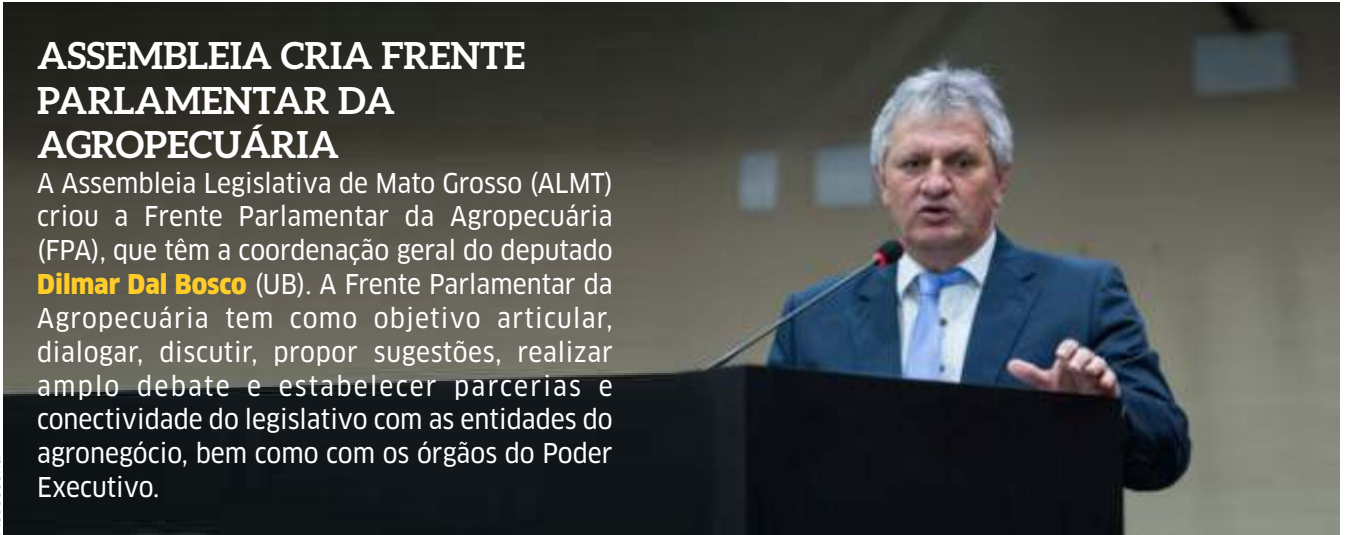 ASSEMBLEIA CRIA FRENTE
PARLAMENTAR DA
AGROPECUÁRIA
A Assembleia Legislativa de Mato Grosso (ALMT)
criou a Frente Parlamentar da Agropecuária
(FPA), que têm a coordenação geral do deputado
Dilmar Dal Bosco (UB). A Frente Parlamentar da
Agropecuária tem como objetivo articular,
dialogar, discutir, propor sugestões, realizar
amplo debate e estabelecer parcerias e
conectividade do legislativo com as entidades do
agronegócio, bem como com os órgãos do Poder
Executivo.